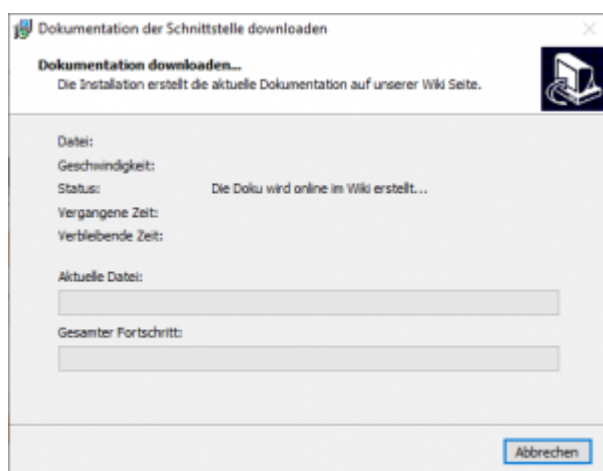 Dokumentation der Schnittstelle downloaden
Dokumentation downloaden...
Die Installation erstellt die aktuelle Dokumentation auf unserer Wiki Seite.
Datei:
Geschwindigkeit:
Status: Die Doku wird online im Wiki erstellt...
Vergangene Zeit:
Verbleibende Zeit:
Aktuelle Datei:
Gesamter Fortschritt:
Abbrechen